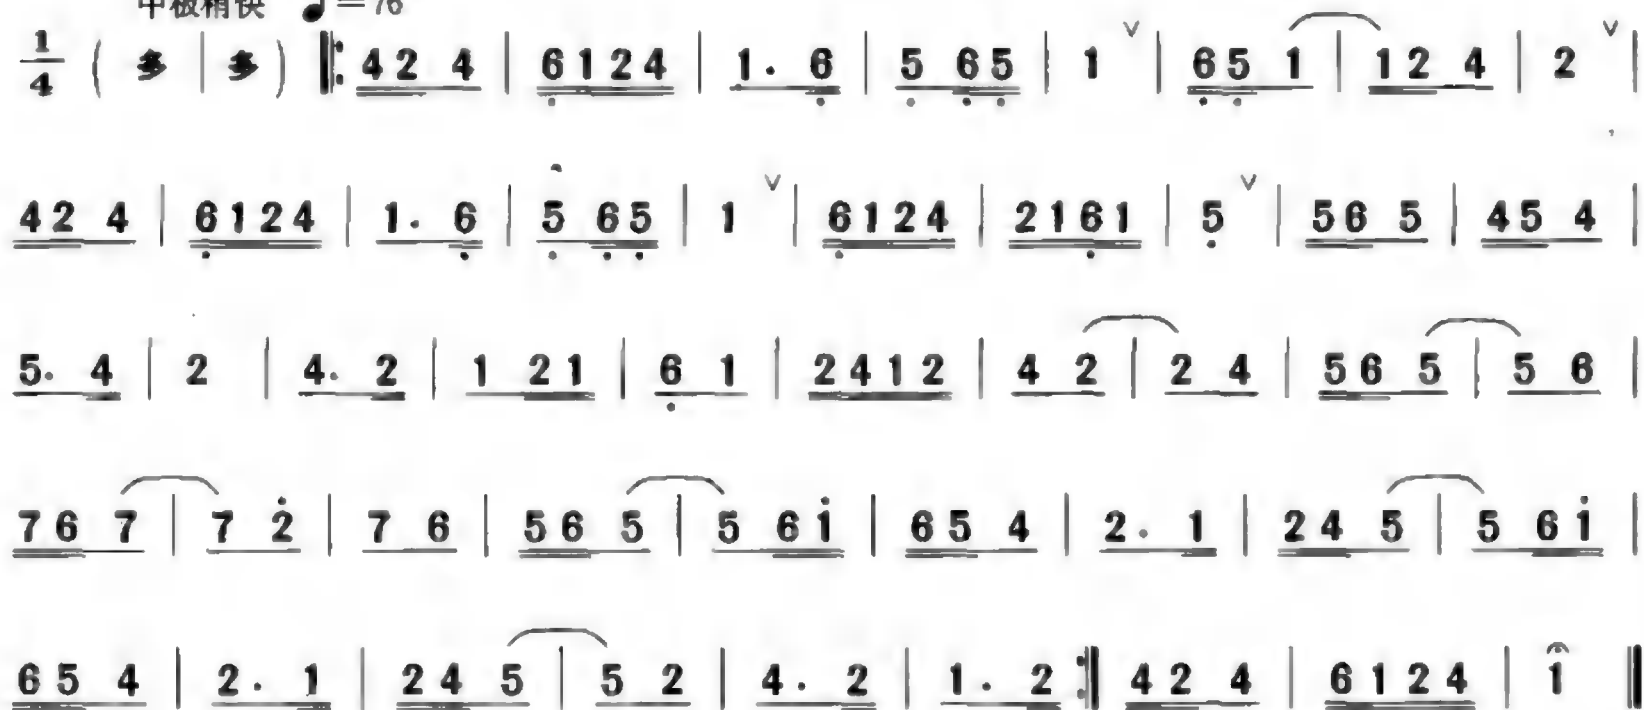 中板稍快 ♩=76
1/4 ( 多 | 多 ) ‖: 42 4 | 6124 | 1. 6 | 5 65 | 1 ∨ | 65 1 | 12 4 | 2 ∨ |
42 4 | 6124 | 1. 6 | 5 65 | 1 ∨ | 6124 | 2161 | 5 ∨ | 56 5 | 45 4 |
5. 4 | 2 | 4. 2 | 1 21 | 6 1 | 2412 | 4 2 | 2 4 | 56 5 | 5 6 |
76 7 | 7 2̇ | 7 6 | 56 5 | 5 61̇ | 65 4 | 2. 1 | 24 5 | 5 61̇ |
65 4 | 2. 1 | 24 5 | 5 2 | 4. 2 | 1. 2 :‖ 42 4 | 6124 | 1 ‖